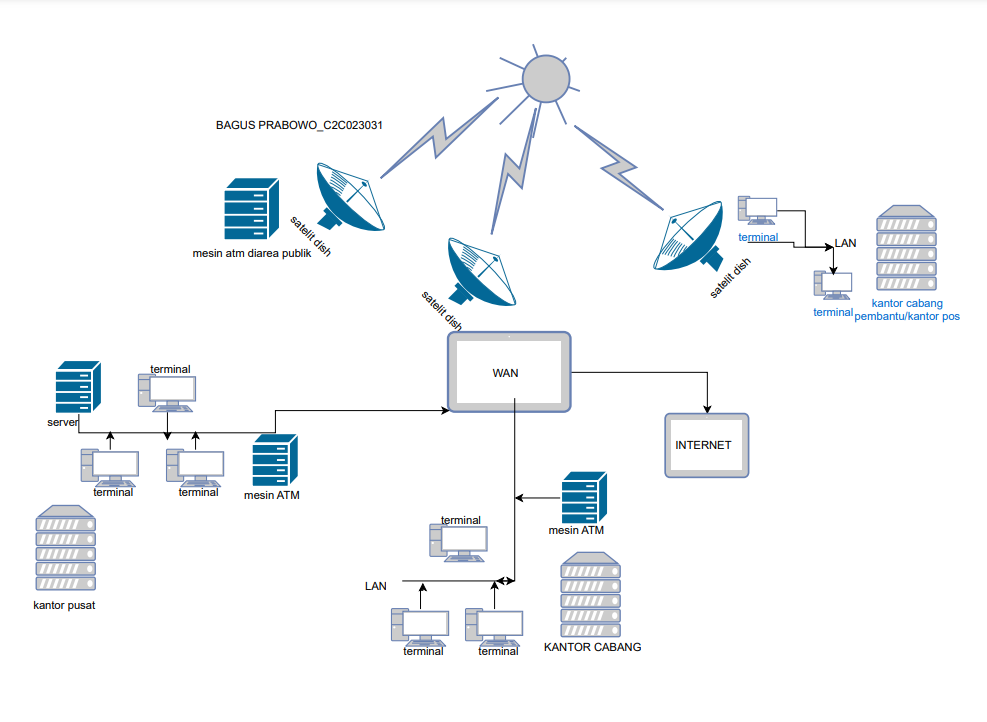 BAGUS PRABOWO_C2C023031
mesin atm diarea publik
satelit dish
satelit dish
satelit dish
terminal
LAN
terminal
kantor cabang
pembantu/kantor pos
WAN
INTERNET
server
terminal
terminal
terminal
mesin ATM
kantor pusat
mesin ATM
terminal
LAN
terminal
terminal
KANTOR CABANG